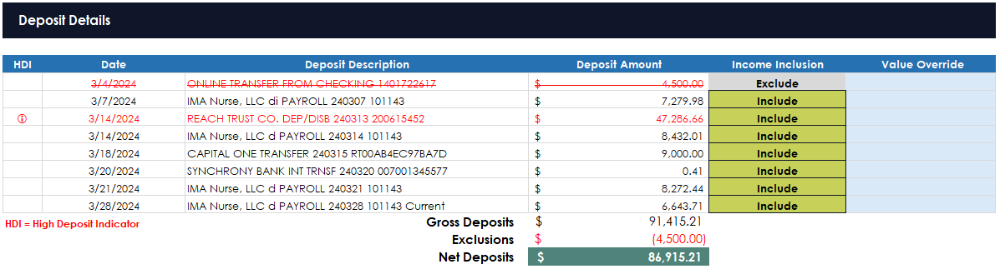 Deposit Details
HDI Date Deposit Description Deposit Amount Income Inclusion Value Override
3/4/2024 ONLINE TRANSFER FROM CHECKING 1401722617 $ 4,500.00 Exclude
3/7/2024 IMA Nurse, LLC di PAYROLL 240307 101143 $ 7,279.98 Include
3/14/2024 REACH TRUST CO. DEP/DISB 240313 200615452 $ 47,286.66 Include
3/14/2024 IMA Nurse, LLC d PAYROLL 240314 101143 $ 8,432.01 Include
3/18/2024 CAPITAL ONE TRANSFER 240315 RT00AB4EC97BA7D $ 9,000.00 Include
3/20/2024 SYNCHRONY BANK INT TRNSF 240320 007001345577 $ 0.41 Include
3/21/2024 IMA Nurse, LLC d PAYROLL 240321 101143 $ 8,272.44 Include
3/28/2024 IMA Nurse, LLC d PAYROLL 240328 101143 Current $ 6,643.71 Include
HDI = High Deposit Indicator Gross Deposits $ 91,415.21
Exclusions $ (4,500.00)
Net Deposits $ 86,915.21